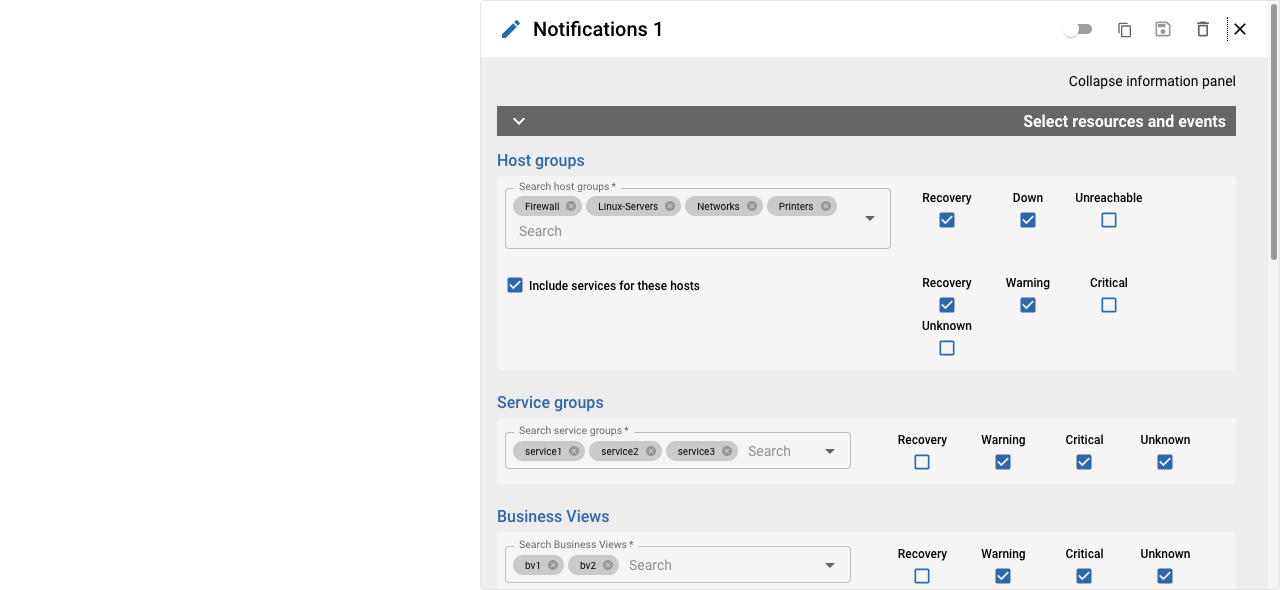 Notifications 1
Collapse information panel
Select resources and events
Host groups
Search host groups *
Firewall Linux-Servers Networks Printers
Search
Recovery Down Unreachable
Include services for these hosts
Recovery Warning Critical
Unknown
Service groups
Search service groups *
service1 service2 service3 Search
Recovery Warning Critical Unknown
Business Views
Search Business Views *
bv1 bv2 Search
Recovery Warning Critical Unknown